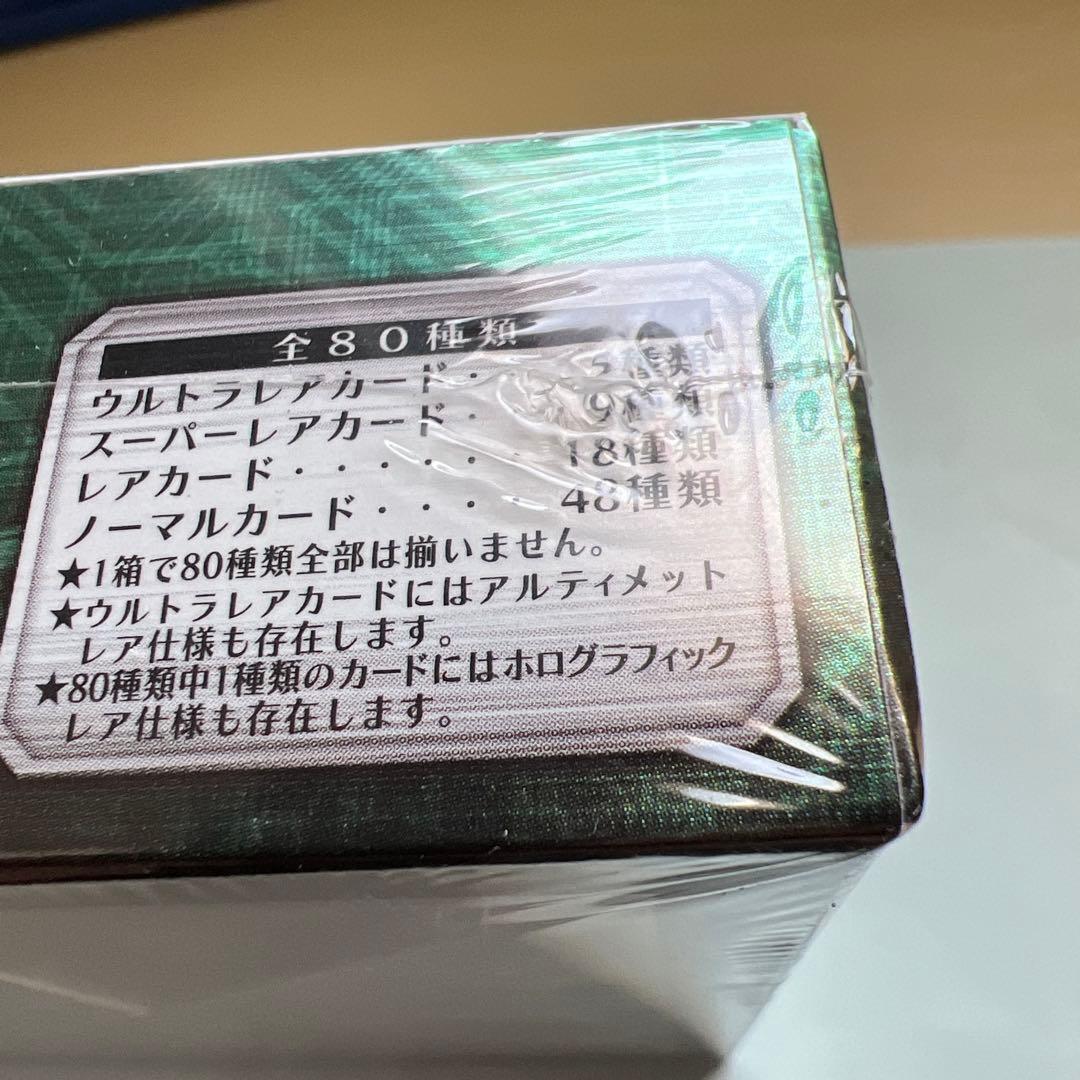 全80種類
ウルトラレアカード・・5種類
スーパーレアカード・9種類
レアカード・・・・・・18種類
ノーマルカード・・・・48種類
★1箱で80種類全部は揃いません。
★ウルトラレアカードにはアルティメット
レア仕様も存在します。
★80種類中1種類のカードにはホログラフィック
レア仕様も存在します。